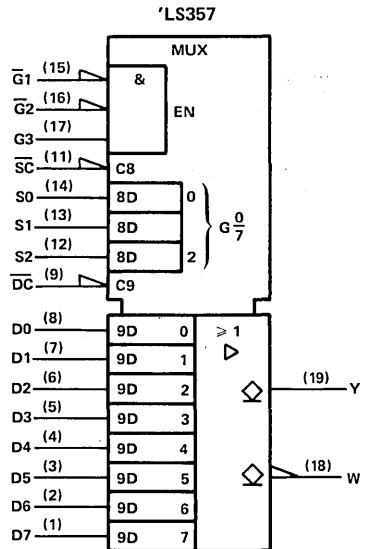 'LS357
MUX
G̅1 (15) &
G̅2 (16) EN
G3 (17)
S̅C̅ (11) C8
S0 (14) 8D 0
S1 (13) 8D G 0/7
S2 (12) 8D 2
D̅C̅ (9) C9
D0 (8) 9D 0 ≥ 1
D1 (7) 9D 1
D2 (6) 9D 2 (19) Y
D3 (5) 9D 3
D4 (4) 9D 4
D5 (3) 9D 5 (18) W
D6 (2) 9D 6
D7 (1) 9D 7